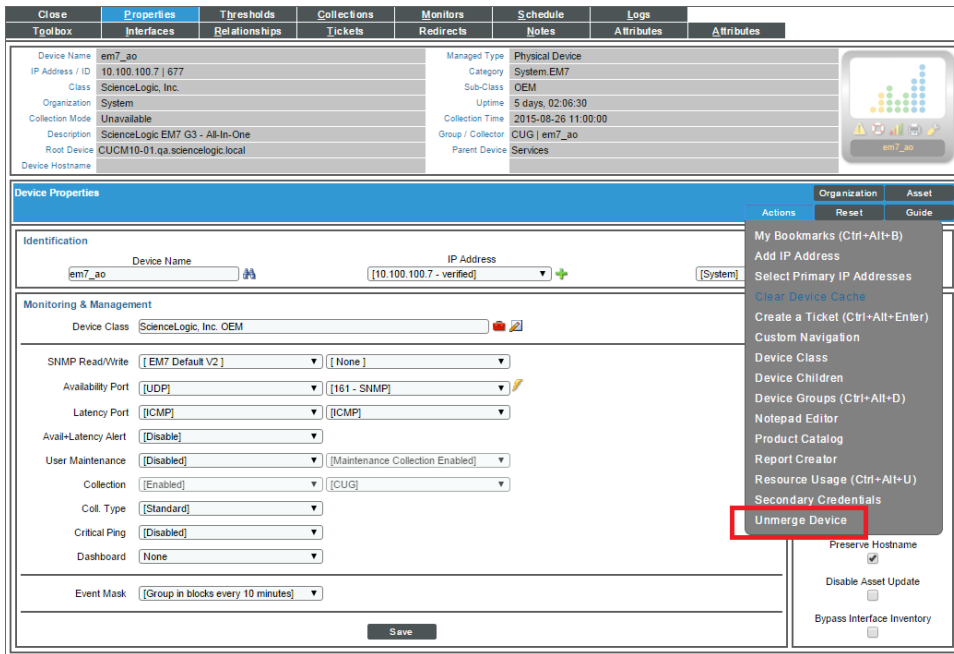 Close Properties Thresholds Collections Monitors Schedule Logs
Toolbox Interfaces Relationships Tickets Redirects Notes Attributes Attributes
Device Name em7_ao Managed Type Physical Device
IP Address / ID 10.100.100.7 | 677 Category System.EM7
Class ScienceLogic, Inc. Sub-Class OEM
Organization System Uptime 5 days, 02:06:30
Collection Mode Unavailable Collection Time 2015-08-26 11:00:00
Description ScienceLogic EM7 G3 - All-In-One Group / Collector CUG | em7_ao
em7_ao
Root Device CUCM10-01.qa.sciencelogic.local Parent Device Services
Device Hostname
Device Properties Organization Asset
Actions Reset Guide
My Bookmarks (Ctrl+Alt+B)
Add IP Address
Select Primary IP Addresses
Clear Device Cache
Create a Ticket (Ctrl+Alt+Enter)
Custom Navigation
Device Class
Device Children
Device Groups (Ctrl+Alt+D)
Notepad Editor
Product Catalog
Report Creator
Resource Usage (Ctrl+Alt+U)
Secondary Credentials
Unmerge Device
Identification
Device Name IP Address
em7_ao [10.100.100.7 - verified] [System]
Monitoring & Management
Device Class ScienceLogic, Inc. OEM
SNMP Read/Write [ EM7 Default V2 ] [ None ]
Availability Port [UDP] [161 - SNMP]
Latency Port [ICMP] [ICMP]
Avail+Latency Alert [Disable]
User Maintenance [Disabled] [Maintenance Collection Enabled]
Collection [Enabled] [CUG]
Coll. Type [Standard]
Critical Ping [Disabled]
Dashboard None
Event Mask [Group in blocks every 10 minutes]
Save
Preserve Hostname
Disable Asset Update
Bypass Interface Inventory